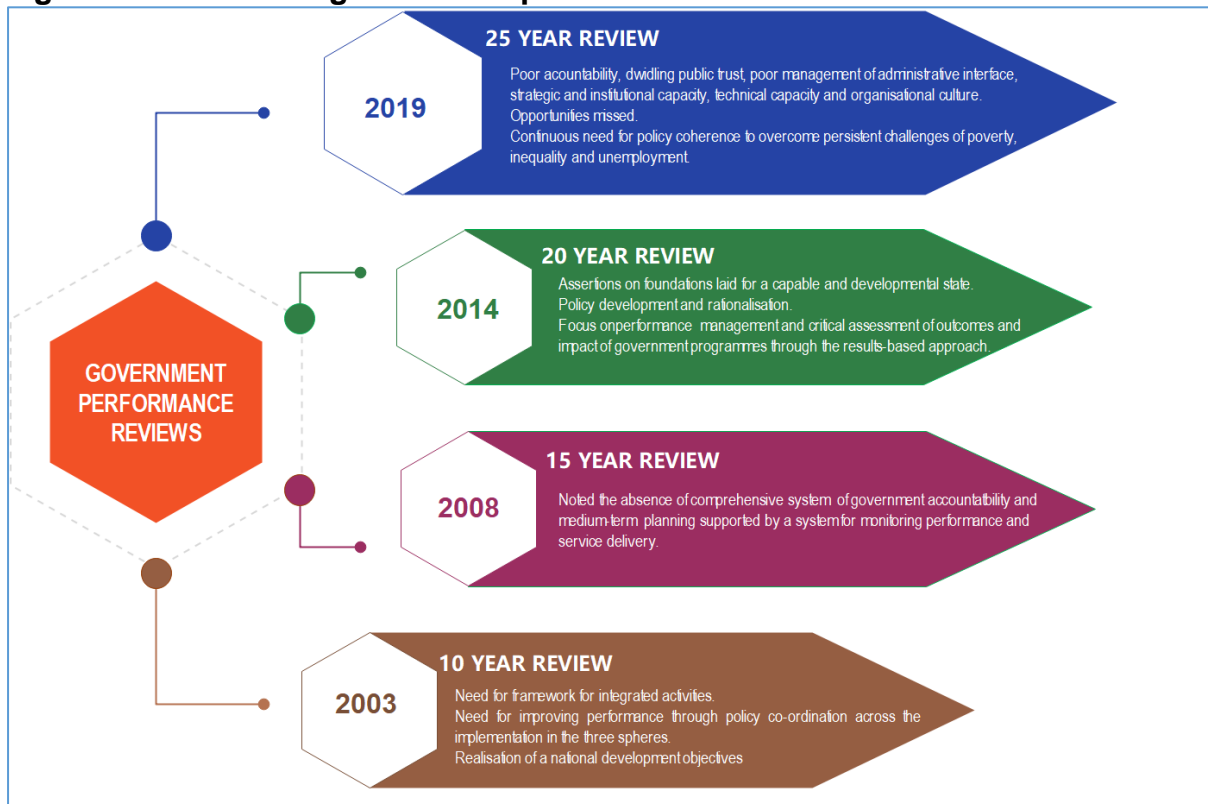 25 YEAR REVIEW
2019
Poor acountability, dwidling public trust, poor management of administrative interface,
strategic and institutional capacity, technical capacity and organisational culture.
Opportunities missed.
Continuous need for policy coherence to overcome persistent challenges of poverty,
inequality and unemployment.
20 YEAR REVIEW
2014
Assertions on foundations laid for a capable and developmental state.
Policy development and rationalisation.
Focus onperformance management and critical assessment of outcomes and
impact of government programmes through the results-based approach.
GOVERNMENT
PERFORMANCE
REVIEWS
15 YEAR REVIEW
2008
Noted the absence of comprehensive system of government accountatbility and
medium-term planning supported by a system for monitoring performance and
service delivery.
10 YEAR REVIEW
2003
Need for framework for integrated activities.
Need for improving performance through policy co-ordination across the
implementation in the three spheres.
Realisation of a national development objectives